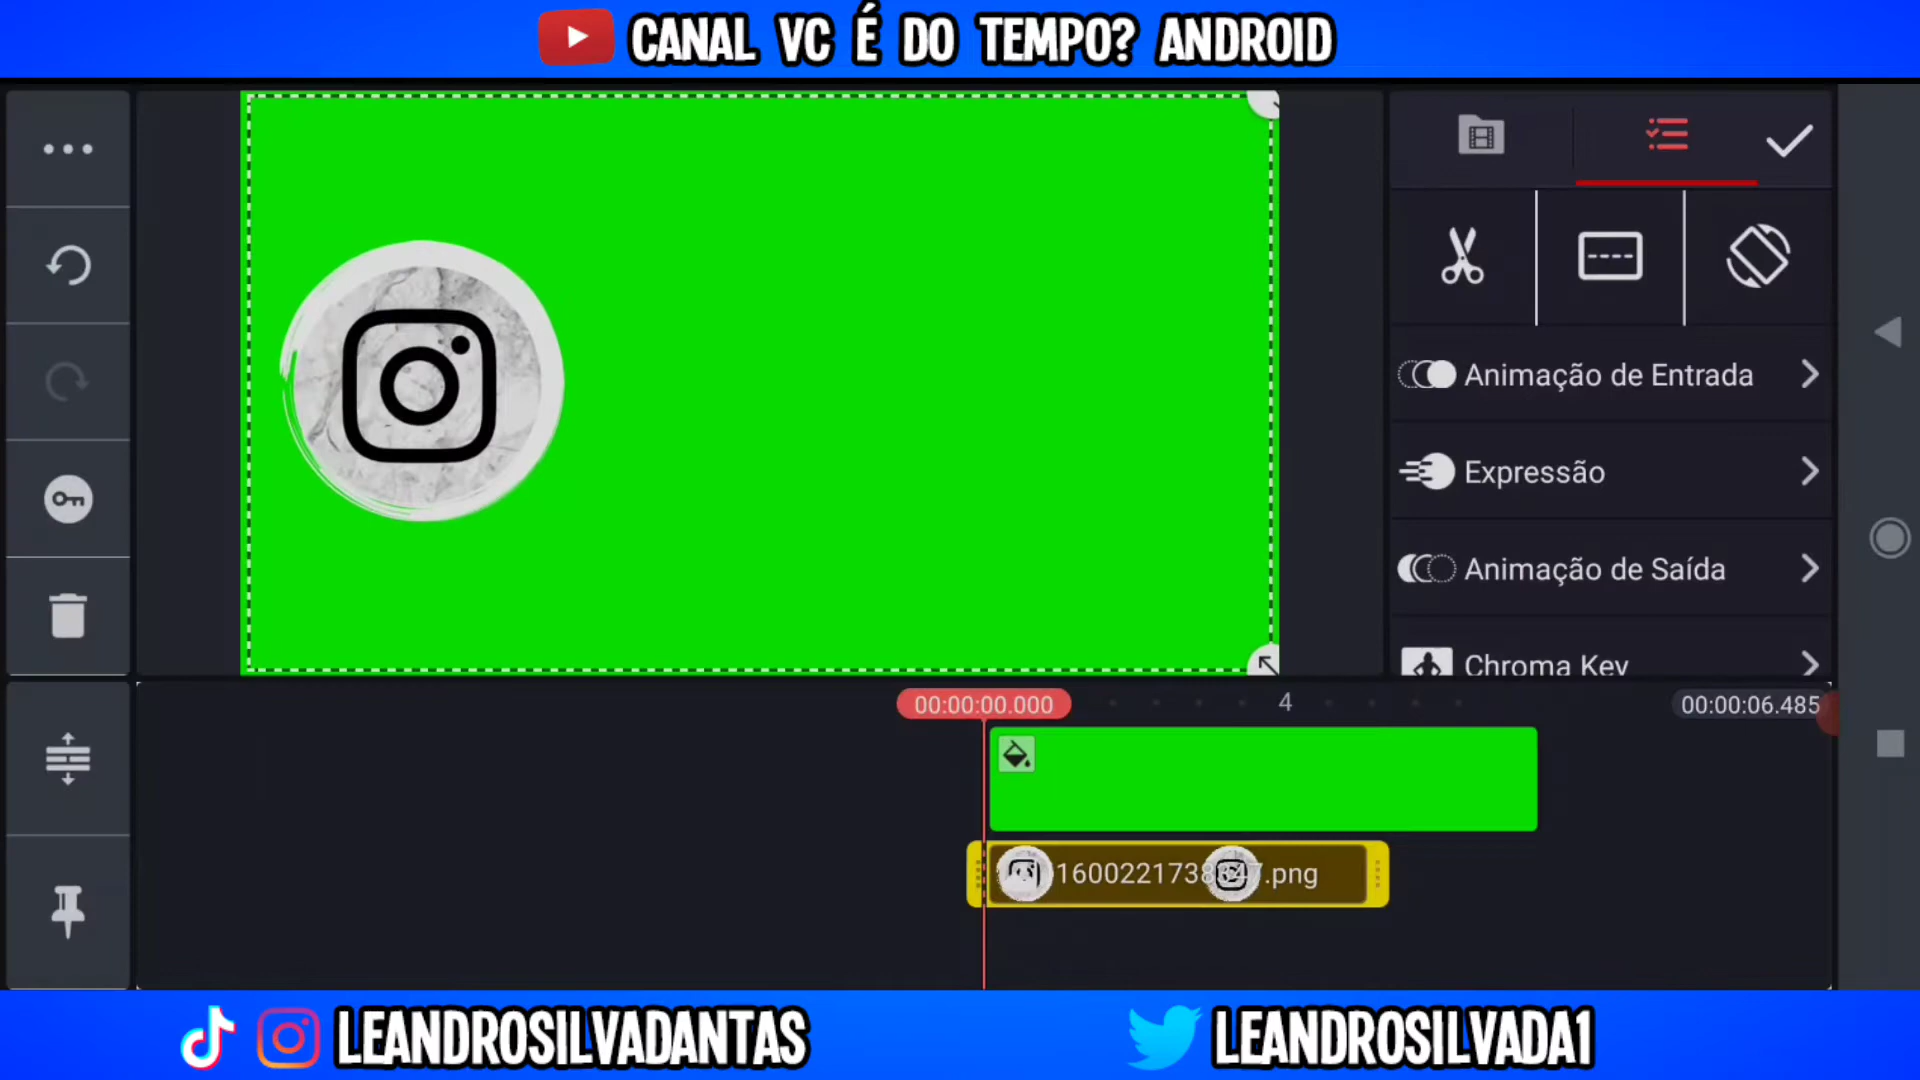 CANAL VC É DO TEMPO? ANDROID
Animação de Entrada
Expressão
Animação de Saída
Chroma Key
00:00:00.000
4
00:00:06.485
LEANDROSILVADANTAS
LEANDROSILVADA1